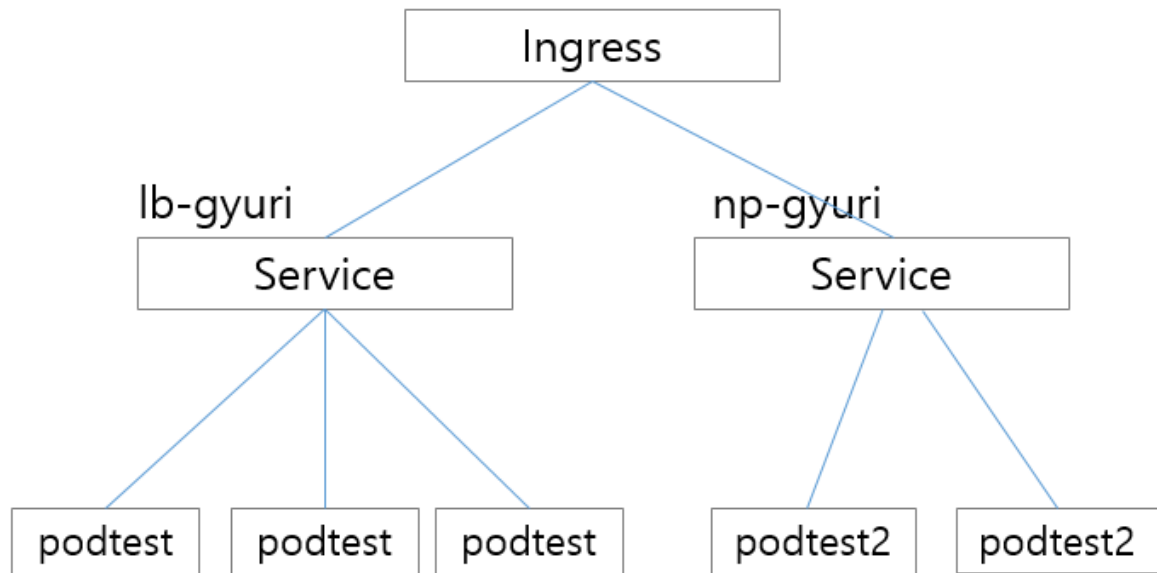 Ingress
lb-gyuri
np-gyuri
Service
Service
podtest
podtest
podtest
podtest2
podtest2